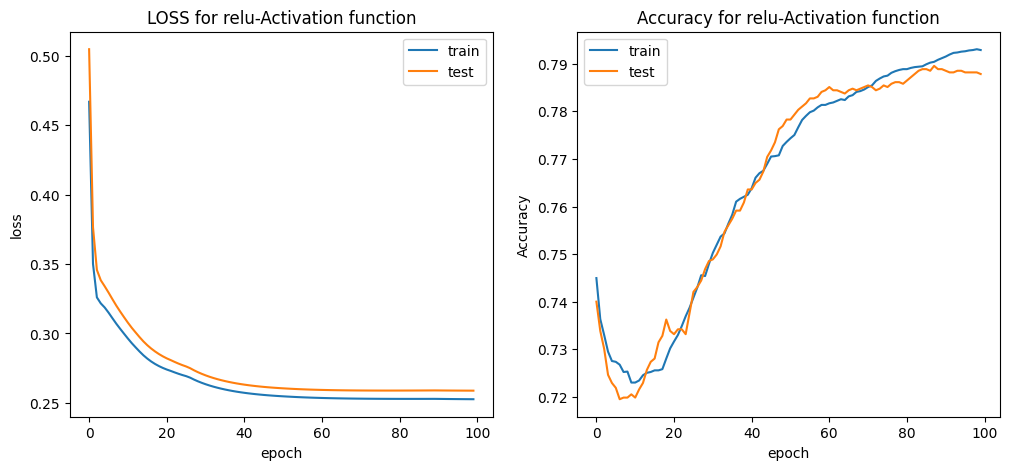 LOSS for relu-Activation function
train
test
0.50
0.45
0.40
0.35
0.30
0.25
loss
0 20 40 60 80 100
epoch
Accuracy for relu-Activation function
train
test
0.79
0.78
0.77
0.76
0.75
0.74
0.73
0.72
Accuracy
0 20 40 60 80 100
epoch